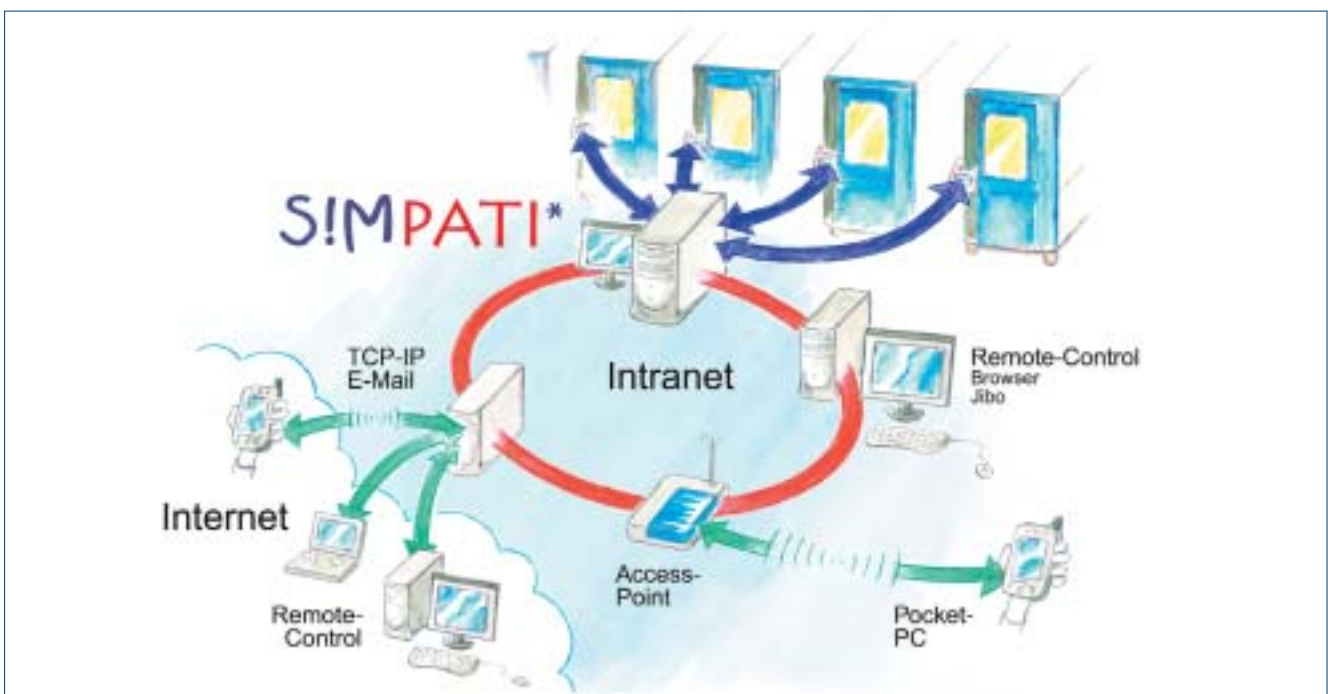 S!MPATI*
TCP-IP
E-Mail
Intranet
Remote-Control
Browser
Jibo
Internet
Access-
Point
Remote-
Control
Pocket-
PC